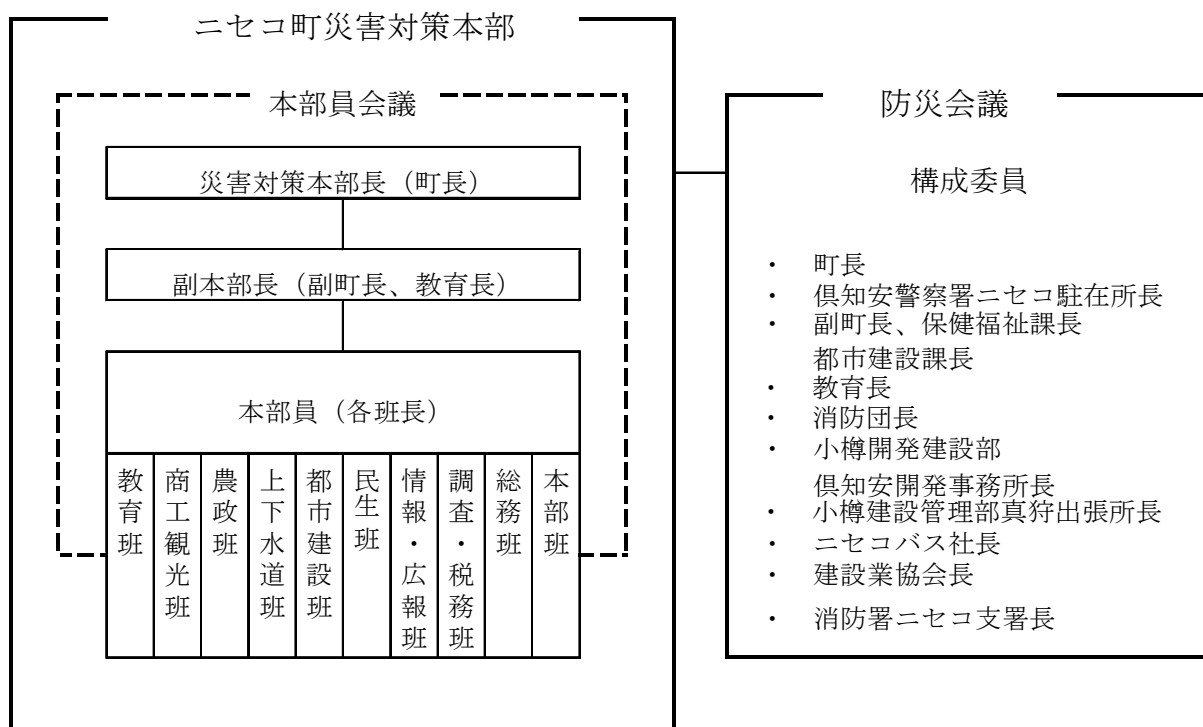 ニセコ町災害対策本部
本部員会議
災害対策本部長（町長）
副本部長（副町長、教育長）
本部員（各班長）
教育班
商工観光班
農政班
上下水道班
都市建設班
民生班
情報・広報班
調査・税務班
総務班
本部班
防災会議
構成委員
・ 町長
・ 倶知安警察署ニセコ駐在所長
・ 副町長、保健福祉課長
都市建設課長
・ 教育長
・ 消防団長
・ 小樽開発建設部
倶知安開発事務所長
・ 小樽建設管理部真狩出張所長
・ ニセコバス社長
・ 建設業協会長
・ 消防署ニセコ支署長